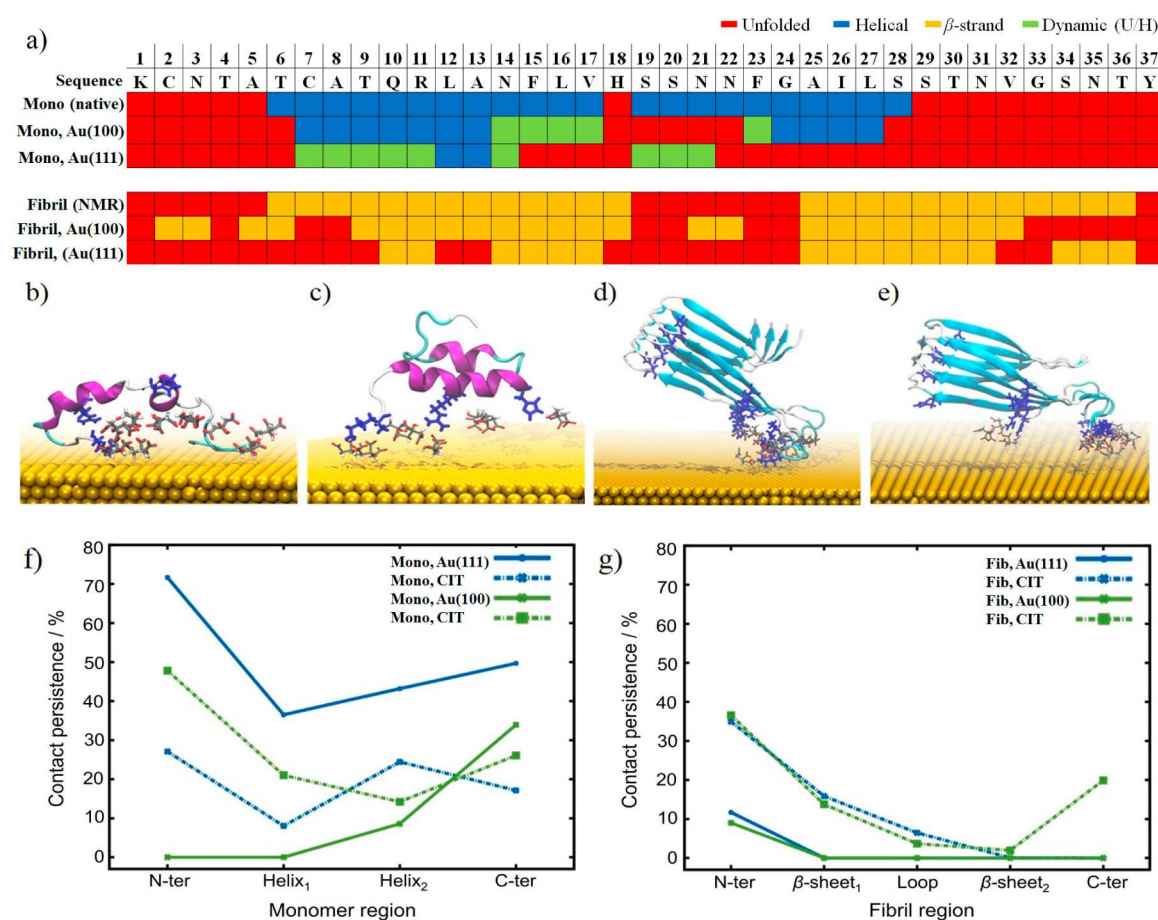 Unfolded Helical β-strand Dynamic (U/H)
a)
1 2 3 4 5 6 7 8 9 10 11 12 13 14 15 16 17 18 19 20 21 22 23 24 25 26 27 28 29 30 31 32 33 34 35 36 37
Sequence K C N T A T C A T Q R L A N F L V H S S N N F G A I L S S T N V G S N T Y
Mono (native)
Mono, Au(100)
Mono, Au(111)
Fibril (NMR)
Fibril, Au(100)
Fibril, (Au(111)
b) c) d) e)
f)
80
70
60
50
40
30
20
10
0
Contact persistence / %
Mono, Au(111)
Mono, CIT
Mono, Au(100)
Mono, CIT
N-ter Helix₁ Helix₂ C-ter
Monomer region
g)
80
70
60
50
40
30
20
10
0
Contact persistence / %
Fib, Au(111)
Fib, CIT
Fib, Au(100)
Fib, CIT
N-ter β-sheet₁ Loop β-sheet₂ C-ter
Fibril region